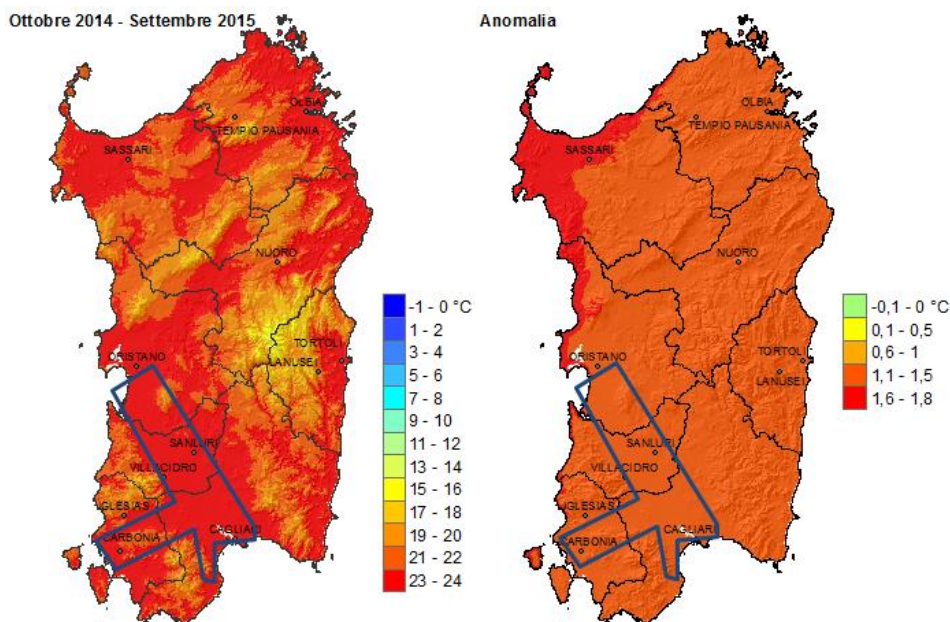 Ottobre 2014 - Settembre 2015
OLBIA
TEMPIO PAUSANIA
SASSARI
NUORO
TORTOLI
ORISTANO
LANUSEI
SANLURI
VILLACIDRO
IGLESIAS
CAGLIARI
CARBONIA
-1 - 0 °C
1 - 2
3 - 4
5 - 6
7 - 8
9 - 10
11 - 12
13 - 14
15 - 16
17 - 18
19 - 20
21 - 22
23 - 24
Anomalia
OLBIA
TEMPIO PAUSANIA
SASSARI
NUORO
TORTOL
ORISTANO
LANUSEI
SANLURI
VILLACIDRO
IGLESIAS
CAGLIARI
CARBONIA
-0,1 - 0 °C
0,1 - 0,5
0,6 - 1
1,1 - 1,5
1,6 - 1,8